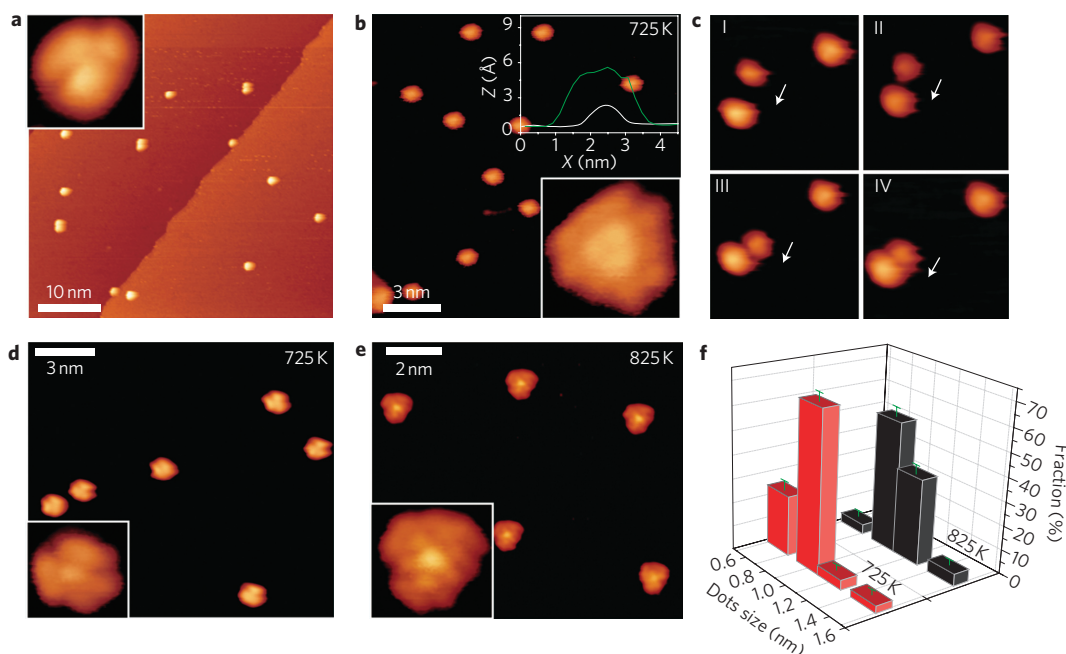 a
10 nm
b
725 K
9
6
3
0
Z (Å)
0 1 2 3 4
X (nm)
3 nm
c
I
II
III
IV
d
3 nm
725 K
e
2 nm
825 K
f
70
60
50
40
30
20
10
0
Fraction (%)
825K
725K
0.6
0.8
1.0
1.2
1.4
1.6
Dots size (nm)